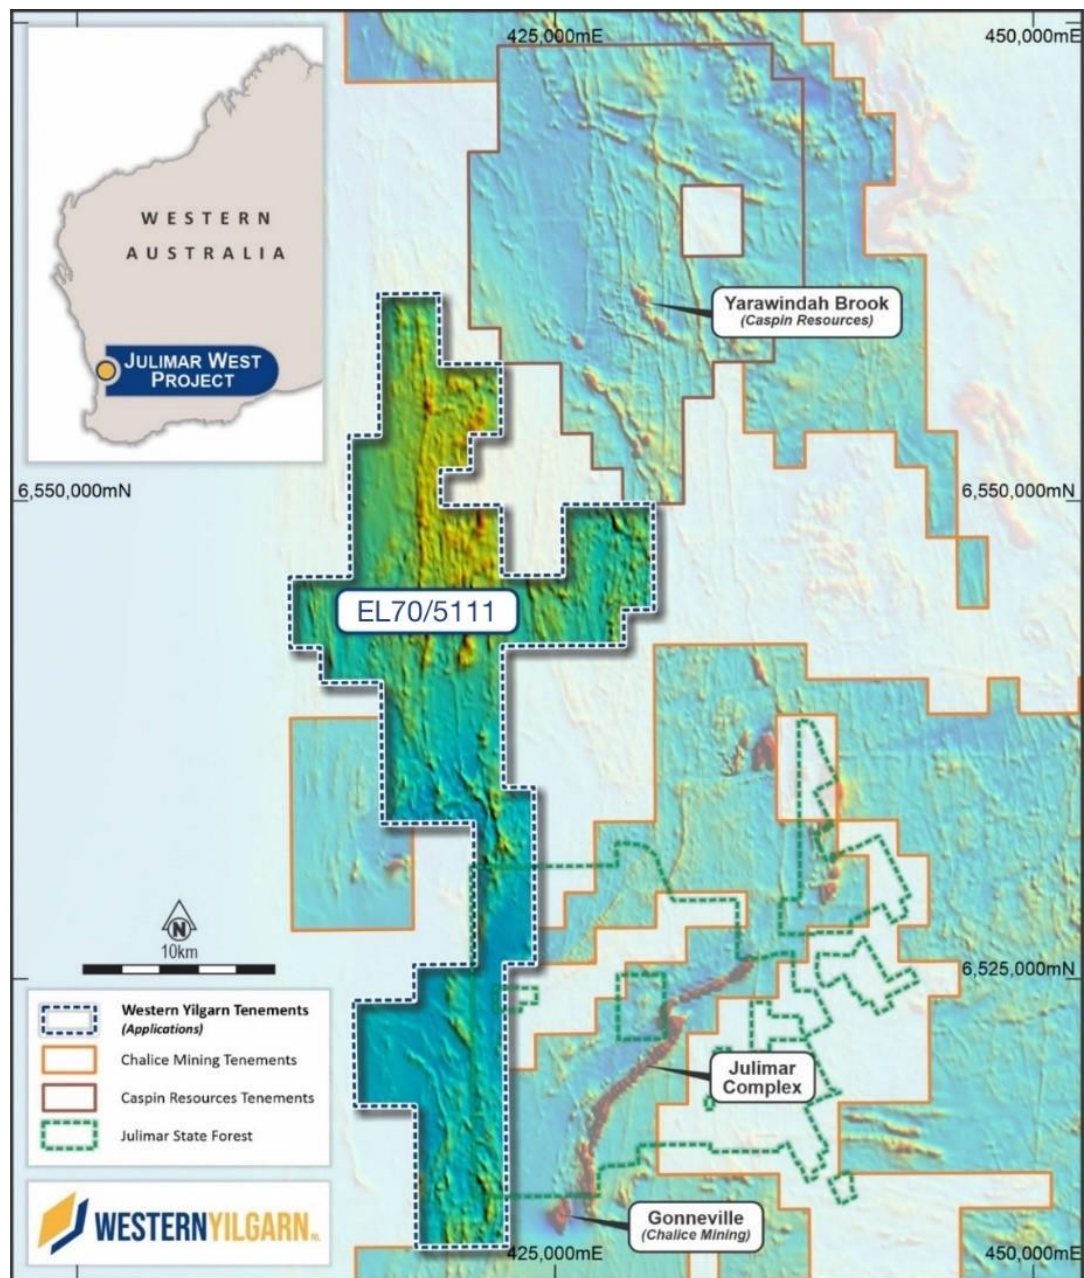 425,000mE
450,000mE
WESTERN
AUSTRALIA
JULIMAR WEST
PROJECT
Yarawindah Brook
(Caspin Resources)
6,550,000mN
6,550,000mN
EL70/5111
N
10km
6,525,000mN
Western Yilgarn Tenements
(Applications)
Chalice Mining Tenements
Caspin Resources Tenements
Julimar State Forest
Julimar
Complex
WESTERNYILGARN NL
Gonneville
(Chalice Mining)
425,000mE
450,000mE